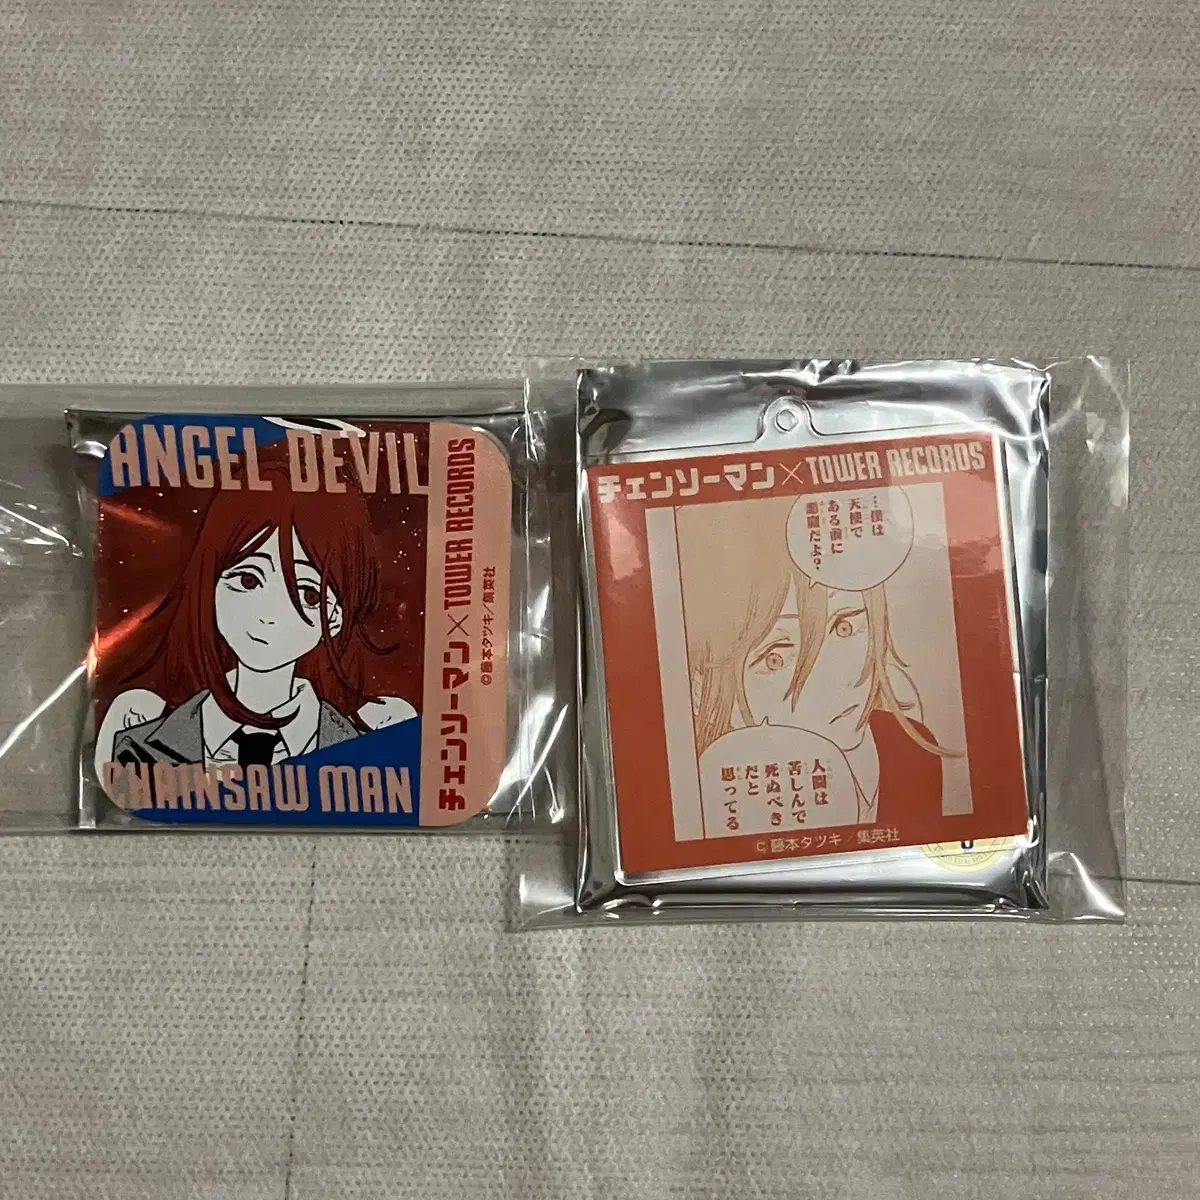 ANGEL DEVIL
CHAINSAW MAN
チェンソーマン×TOWER RECORDS
©藤本タツキ/集英社
チェンソーマン×TOWER RECORDS
…僕は
天使で
ある前に
悪魔だよ?
人間は
苦しんで
死ぬべき
だと
思ってる
©藤本タツキ/集英社